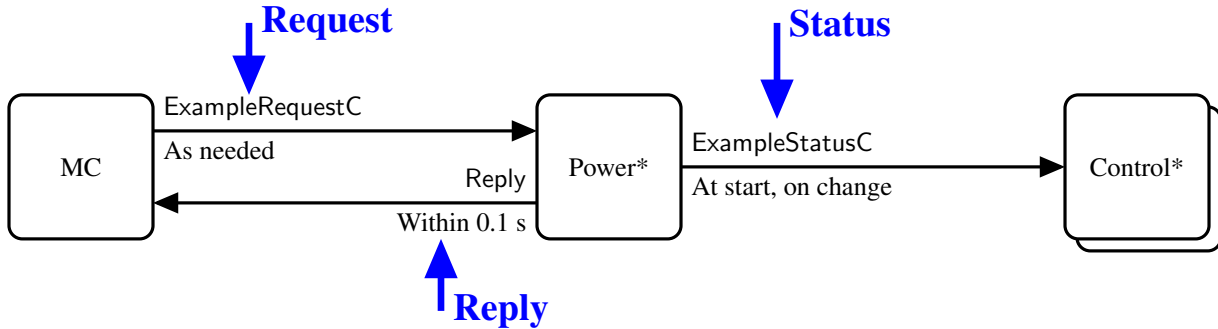 Request
Status
ExampleRequestC
As needed
MC
Reply
Within 0.1 s
Power*
ExampleStatusC
At start, on change
Control*
Reply